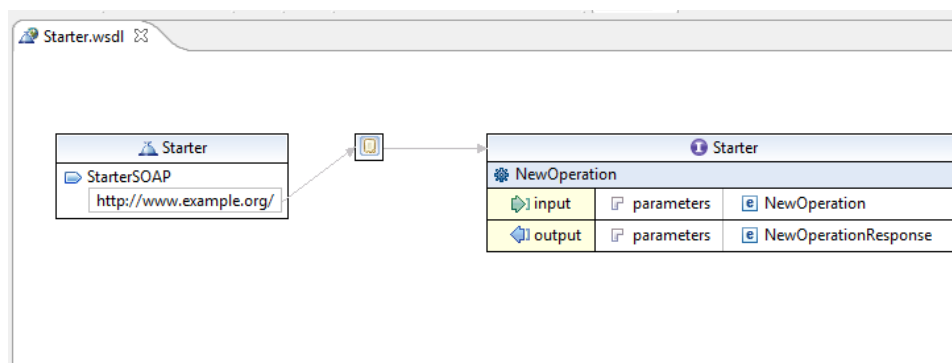 Starter.wsdl
Starter
StarterSOAP
http://www.example.org/
Starter
NewOperation
input parameters NewOperation
output parameters NewOperationResponse